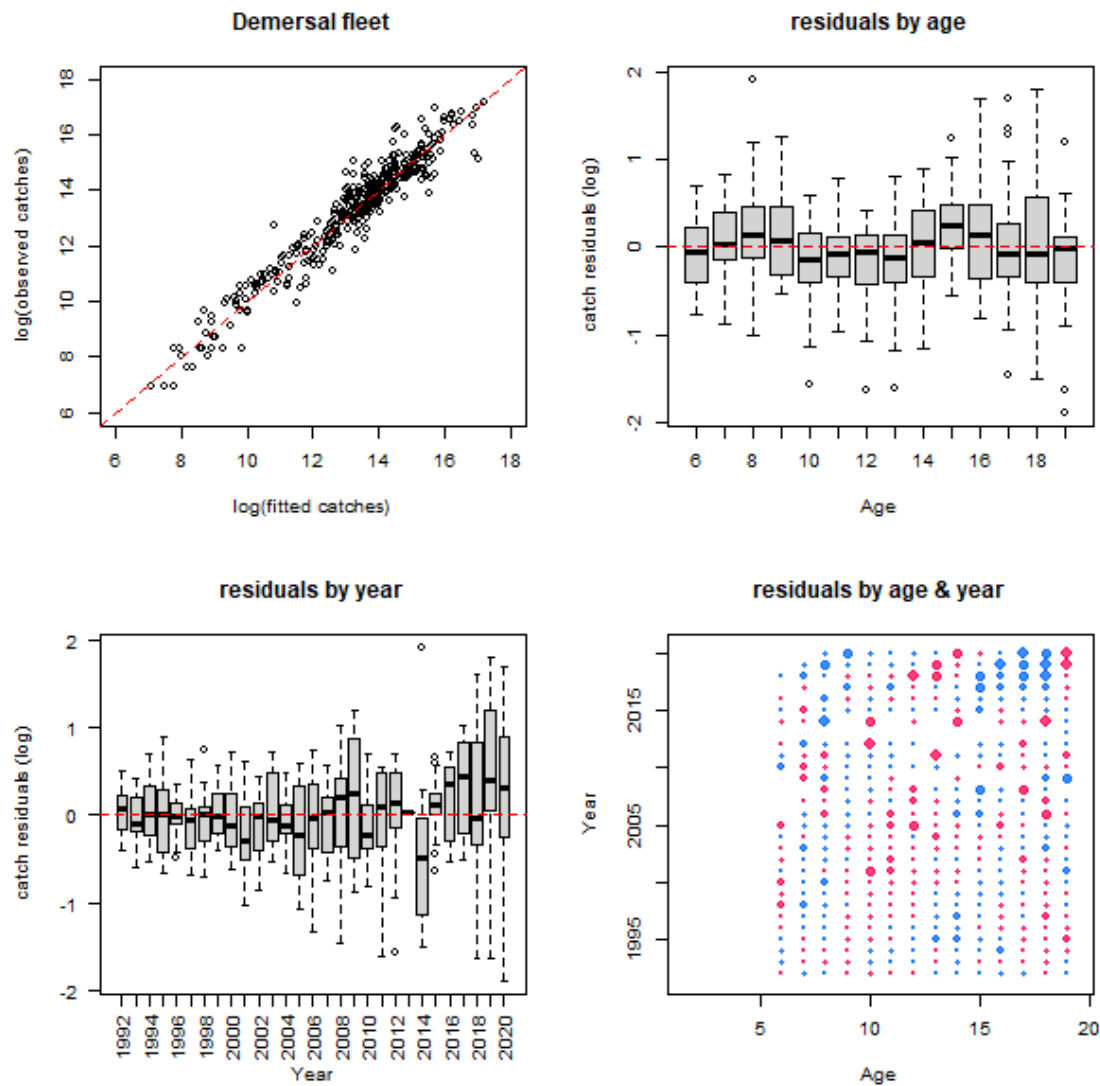 Demersal fleet
log(observed catches)
18
16
14
12
10
8
6
6 8 10 12 14 16 18
log(fitted catches)
residuals by age
catch residuals (log)
2
1
0
-1
-2
6 8 10 12 14 16 18
Age
residuals by year
catch residuals (log)
2
1
0
-1
-2
1992 1994 1996 1998 2000 2002 2004 2006 2008 2010 2012 2014 2016 2018 2020
Year
residuals by age & year
Year
2015
2005
1995
5 10 15 20
Age